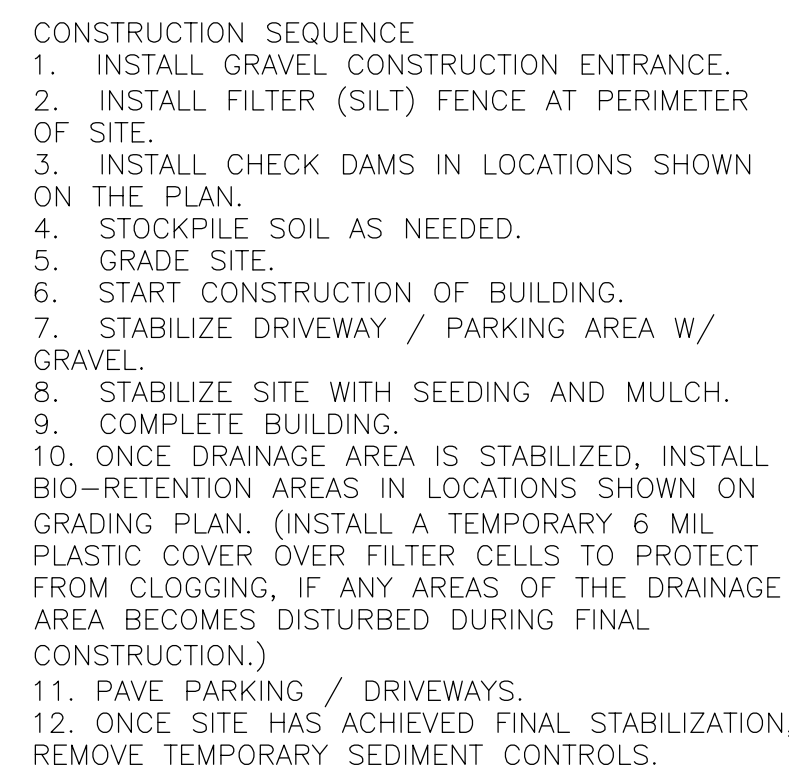 CONSTRUCTION SEQUENCE
1. INSTALL GRAVEL CONSTRUCTION ENTRANCE.
2. INSTALL FILTER (SILT) FENCE AT PERIMETER
OF SITE.
3. INSTALL CHECK DAMS IN LOCATIONS SHOWN
ON THE PLAN.
4. STOCKPILE SOIL AS NEEDED.
5. GRADE SITE.
6. START CONSTRUCTION OF BUILDING.
7. STABILIZE DRIVEWAY / PARKING AREA W/
GRAVEL.
8. STABILIZE SITE WITH SEEDING AND MULCH.
9. COMPLETE BUILDING.
10. ONCE DRAINAGE AREA IS STABILIZED, INSTALL
BIO-RETENTION AREAS IN LOCATIONS SHOWN ON
GRADING PLAN. (INSTALL A TEMPORARY 6 MIL
PLASTIC COVER OVER FILTER CELLS TO PROTECT
FROM CLOGGING, IF ANY AREAS OF THE DRAINAGE
AREA BECOMES DISTURBED DURING FINAL
CONSTRUCTION.)
11. PAVE PARKING / DRIVEWAYS.
12. ONCE SITE HAS ACHIEVED FINAL STABILIZATION,
REMOVE TEMPORARY SEDIMENT CONTROLS.